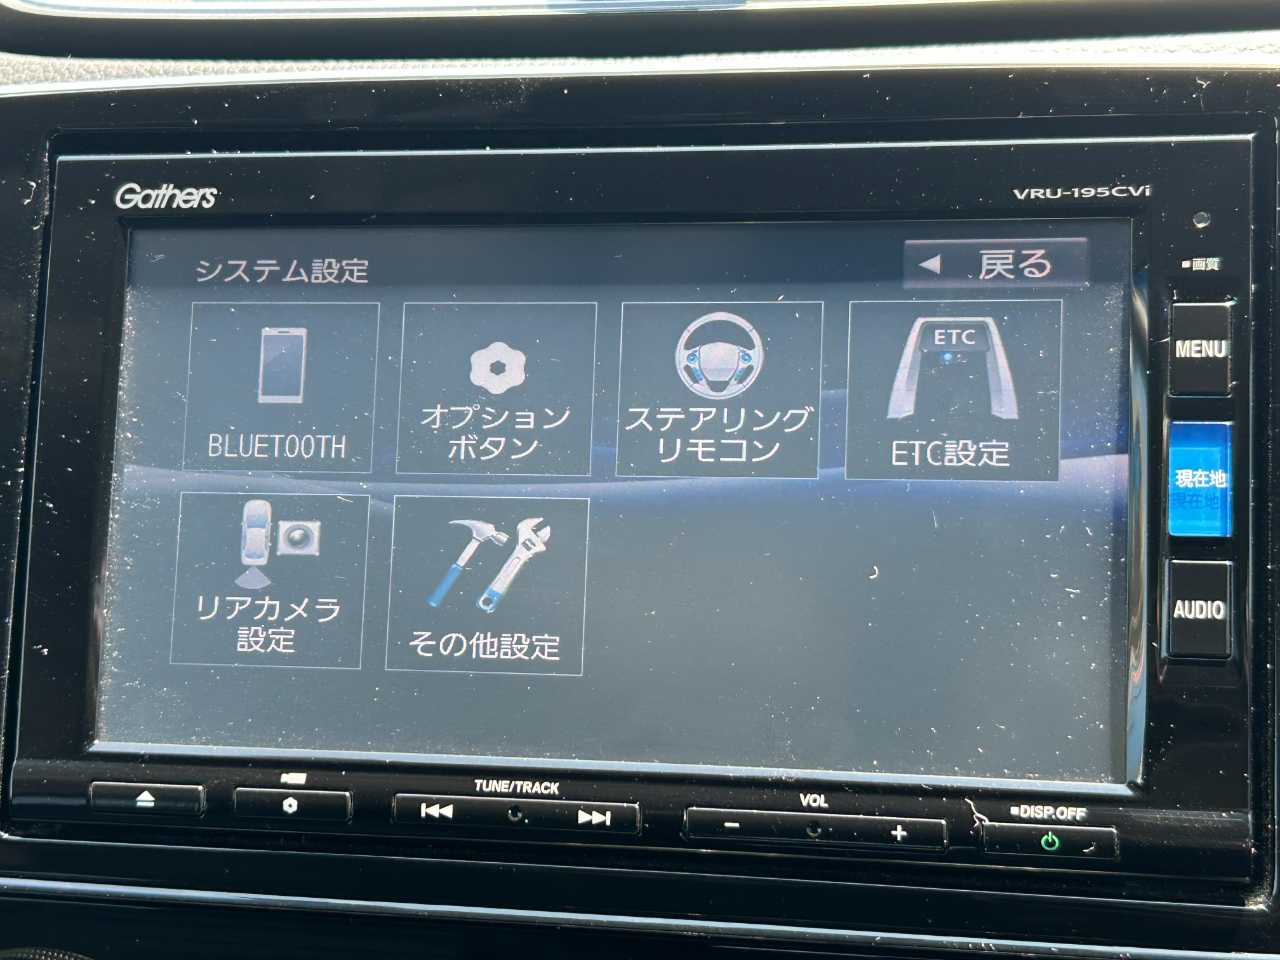 Gathers
VRU-195CVi
システム設定
戻る
画質
BLUETOOTH
オプション
ボタン
ステアリング
リモコン
ETC
ETC設定
リアカメラ
設定
その他設定
MENU
現在地
AUDIO
TUNE/TRACK
VOL
DISP.OFF